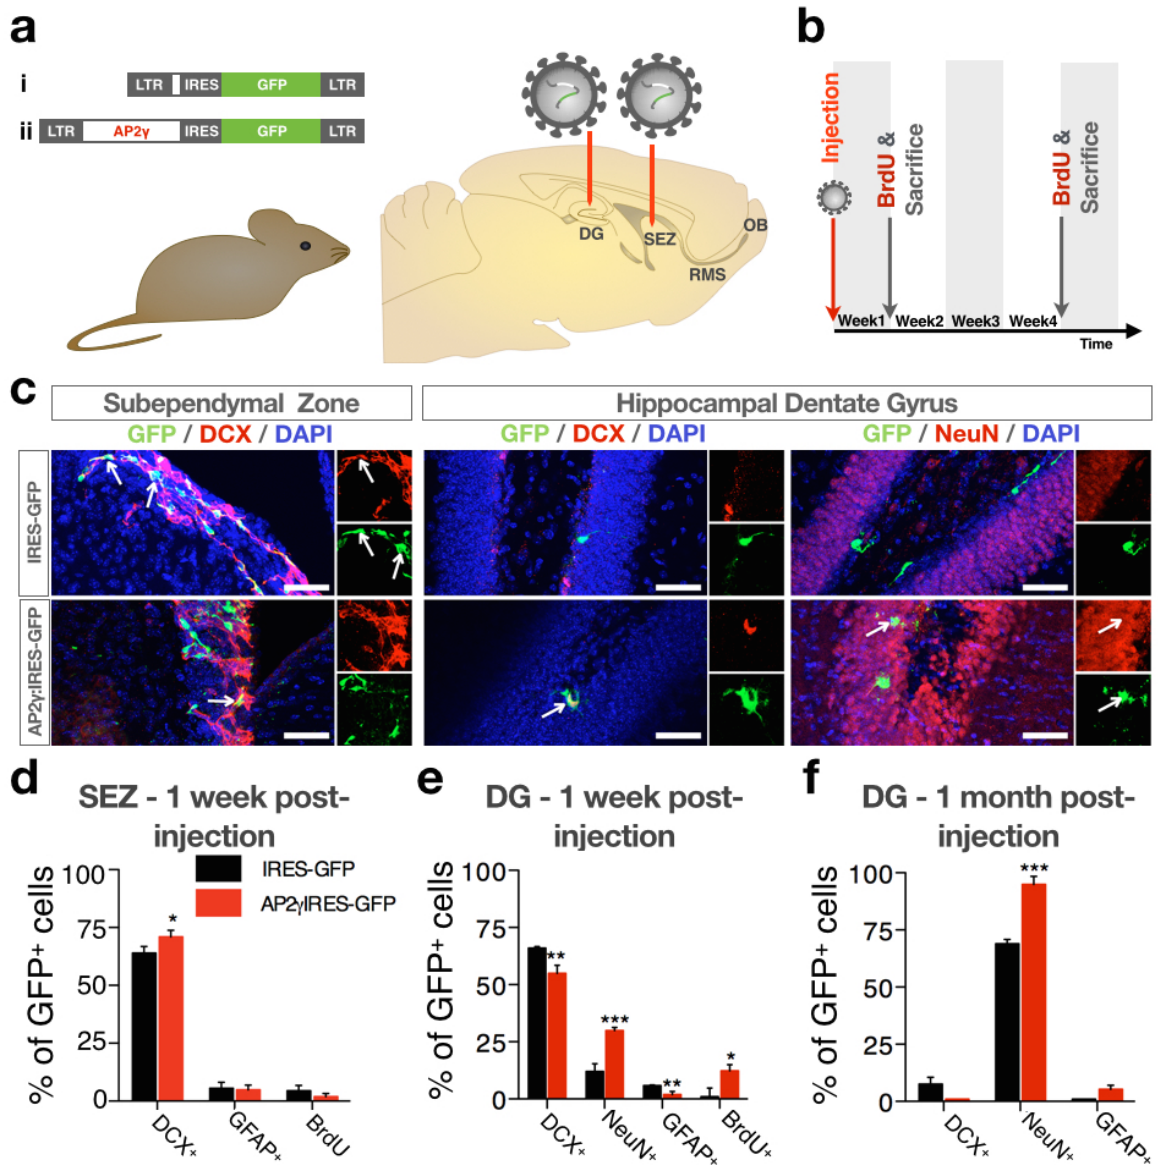 a
i
LTR IRES GFP LTR
ii
LTR AP2γ IRES GFP LTR
DG
SEZ
OB
RMS
b
Injection
BrdU &
Sacrifice
BrdU &
Sacrifice
Week1 Week2 Week3 Week4
Time
c
Subependymal Zone
Hippocampal Dentate Gyrus
GFP / DCX / DAPI
GFP / DCX / DAPI
GFP / NeuN / DAPI
IRES-GFP
AP2γ:IRES-GFP
d
SEZ - 1 week post-
injection
IRES-GFP
AP2γIRES-GFP
% of GFP+ cells
100
75
50
25
0
*
DCX+
GFAP+
BrdU
e
DG - 1 week post-
injection
% of GFP+ cells
100
75
50
25
0
**
***
**
*
DCX+
NeuN+
GFAP+
BrdU+
f
DG - 1 month post-
injection
% of GFP+ cells
100
75
50
25
0
***
DCX+
NeuN+
GFAP+